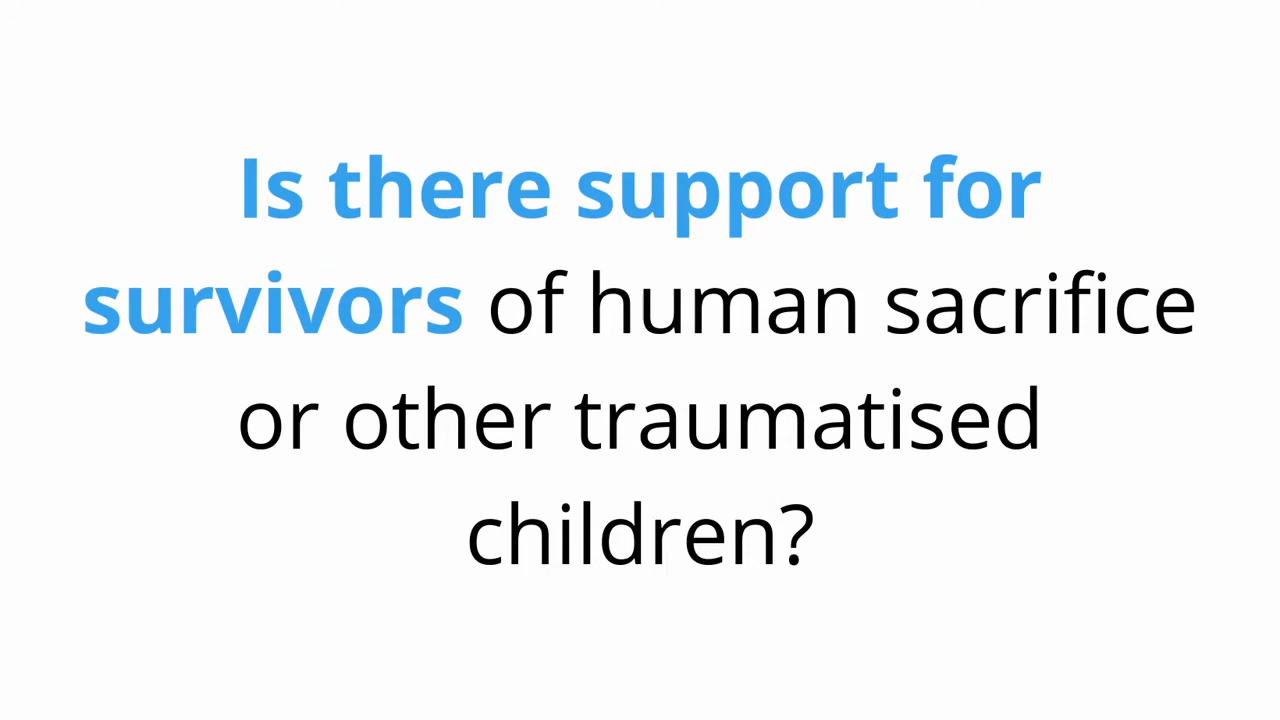 Is there support for
survivors of human sacrifice
or other traumatised
children?